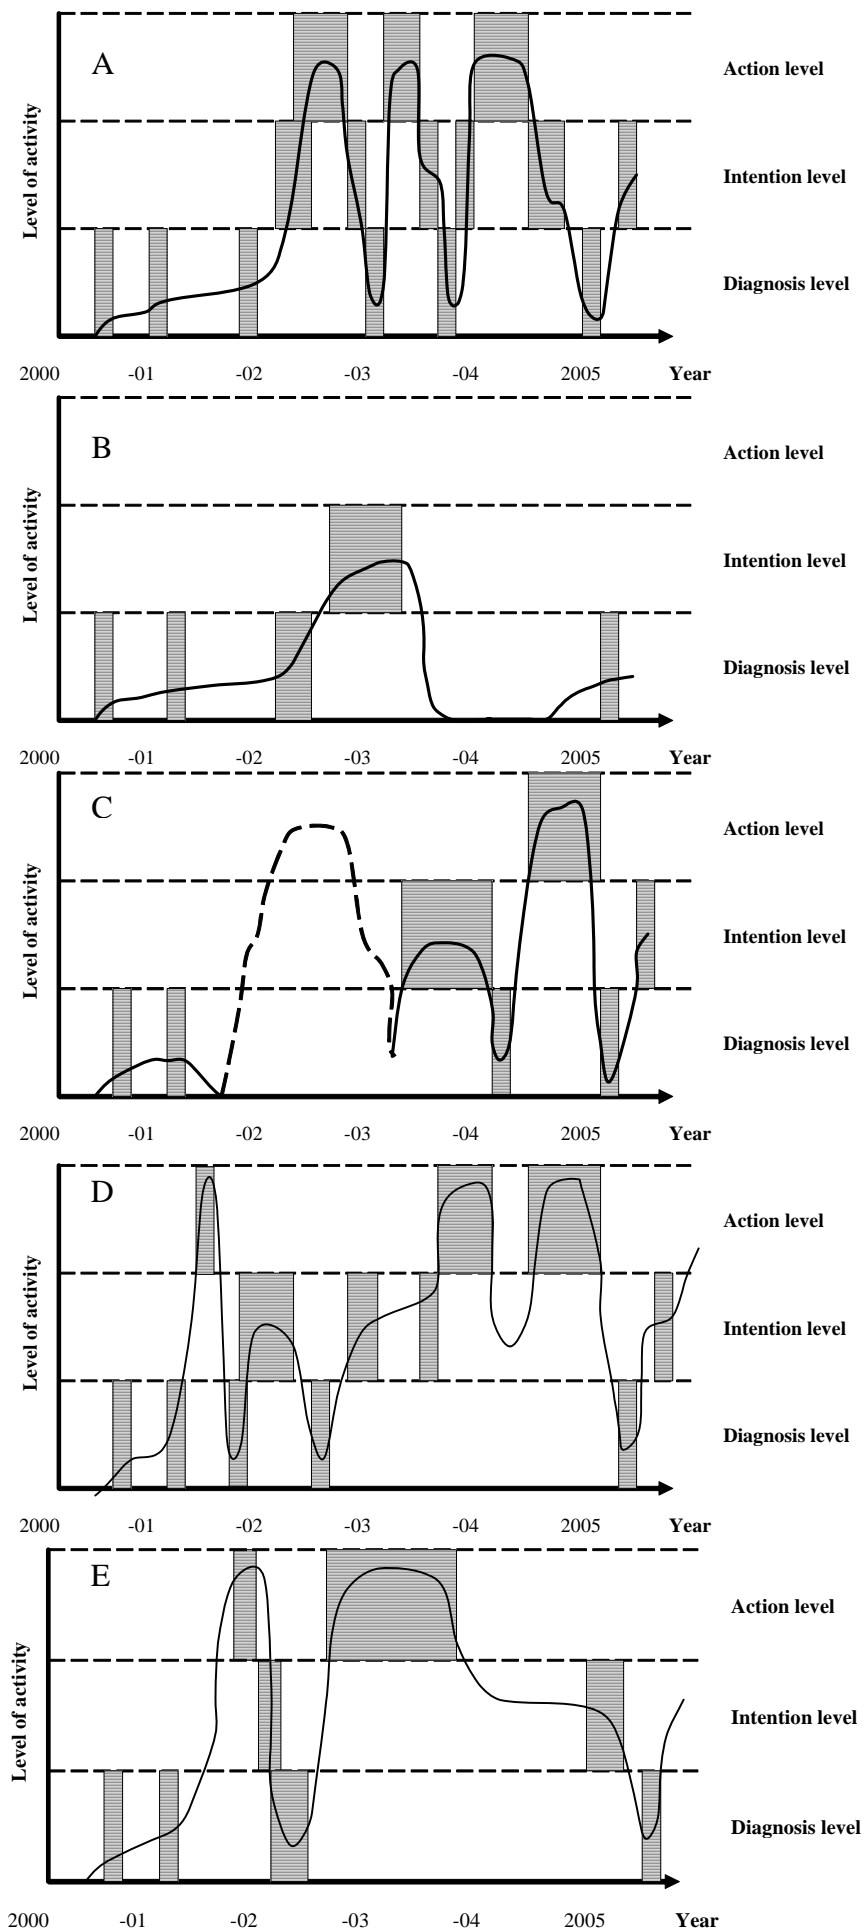 A
Action level
Intention level
Diagnosis level
Level of activity
2000 -01 -02 -03 -04 2005 Year
B
Action level
Intention level
Diagnosis level
Level of activity
2000 -01 -02 -03 -04 2005 Year
C
Action level
Intention level
Diagnosis level
Level of activity
2000 -01 -02 -03 -04 2005 Year
D
Action level
Intention level
Diagnosis level
Level of activity
2000 -01 -02 -03 -04 2005 Year
E
Action level
Intention level
Diagnosis level
Level of activity
2000 -01 -02 -03 -04 2005 Year